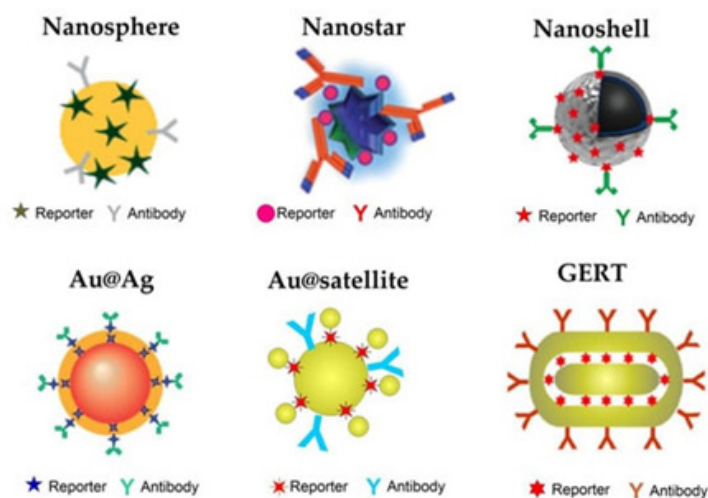 Nanosphere
Nanostar
Nanoshell
Reporter Antibody
Reporter Antibody
Reporter Antibody
Au@Ag
Au@satellite
GERT
Reporter Antibody
Reporter Antibody
Reporter Antibody